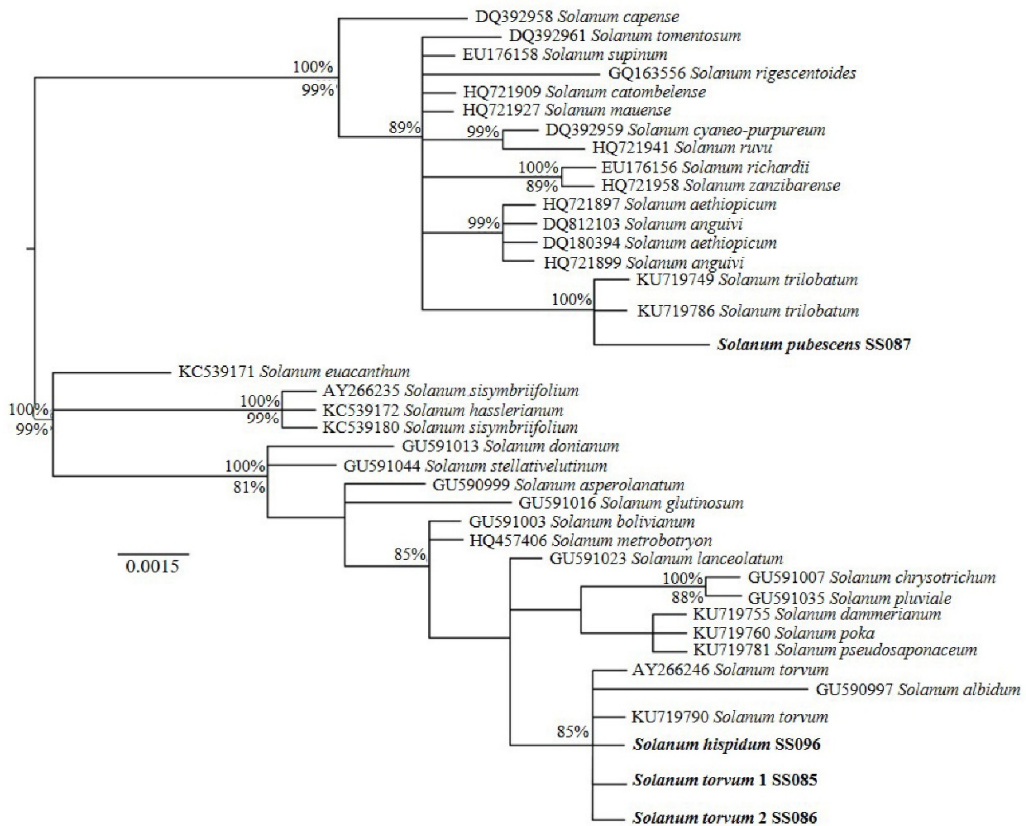 DQ392958 Solanum capense
DQ392961 Solanum tomentosum
EU176158 Solanum supinum
100%
GQ163556 Solanum rigescentoides
99%
HQ721909 Solanum catombelense
HQ721927 Solanum mauense
89%
99%
DQ392959 Solanum cyaneo-purpureum
HQ721941 Solanum ruvu
100%
EU176156 Solanum richardii
89%
HQ721958 Solanum zanzibarense
HQ721897 Solanum aethiopicum
99%
DQ812103 Solanum anguivi
DQ180394 Solanum aethiopicum
HQ721899 Solanum anguivi
KU719749 Solanum trilobatum
100%
KU719786 Solanum trilobatum
Solanum pubescens SS087
KC539171 Solanum euacanthum
AY266235 Solanum sisymbriifolium
100%
100%
KC539172 Solanum hasslerianum
99%
99%
KC539180 Solanum sisymbriifolium
GU591013 Solanum donianum
100%
GU591044 Solanum stellativelutinum
81%
GU590999 Solanum asperolanatum
GU591016 Solanum glutinosum
GU591003 Solanum bolivianum
HQ457406 Solanum metrobotryon
85%
GU591023 Solanum lanceolatum
0.0015
100%
GU591007 Solanum chrysotrichum
88%
GU591035 Solanum pluviale
KU719755 Solanum dammerianum
KU719760 Solanum poka
KU719781 Solanum pseudosaponaceum
AY266246 Solanum torvum
GU590997 Solanum albidum
KU719790 Solanum torvum
85%
Solanum hispidum SS096
Solanum torvum 1 SS085
Solanum torvum 2 SS086